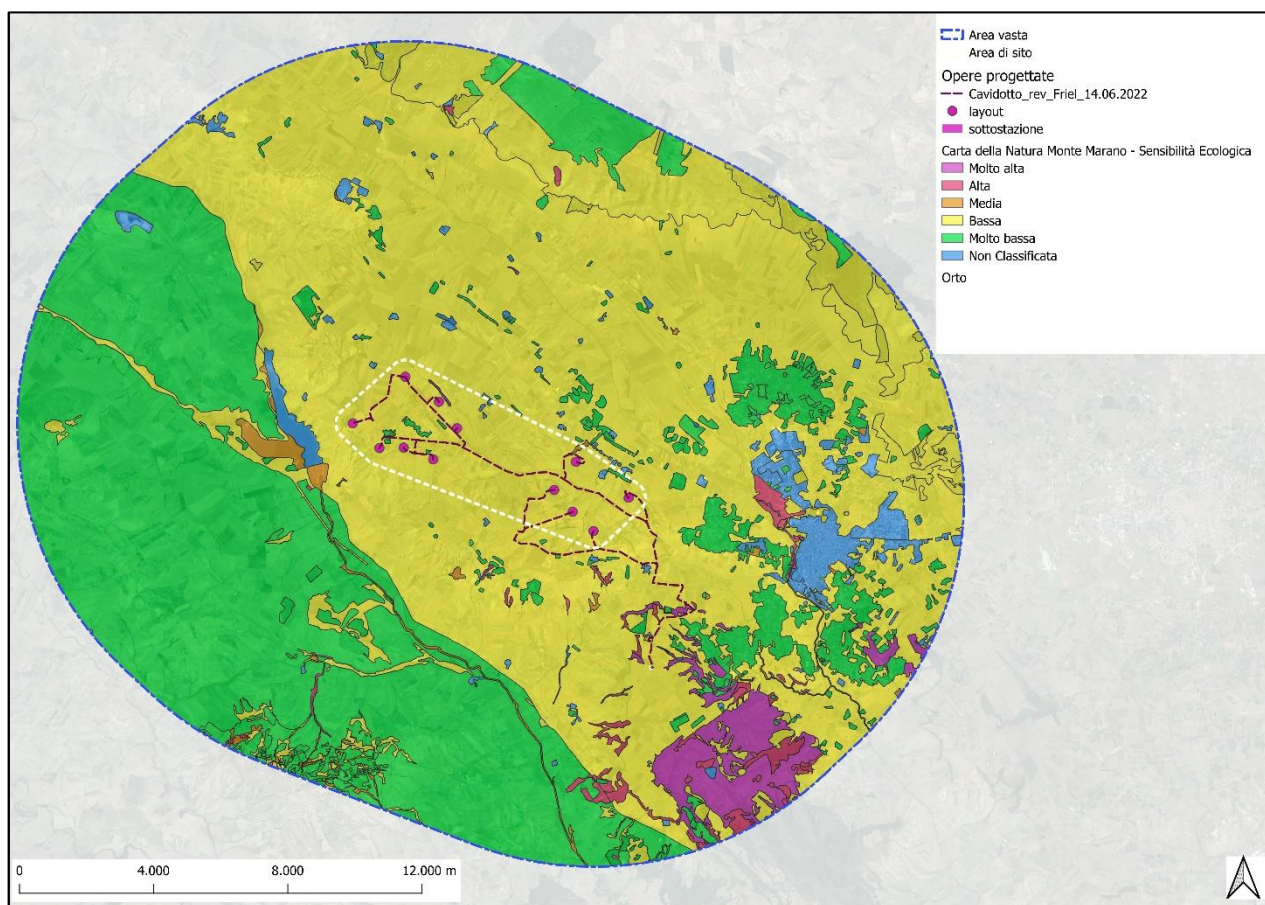 Area vasta
Area di sito
Opere progettate
Cavidotto_rev_Friel_14.06.2022
layout
sottostazione
Carta della Natura Monte Marano - Sensibilità Ecologica
Molto alta
Alta
Media
Bassa
Molto bassa
Non Classificata
Orto
0 4.000 8.000 12.000 m